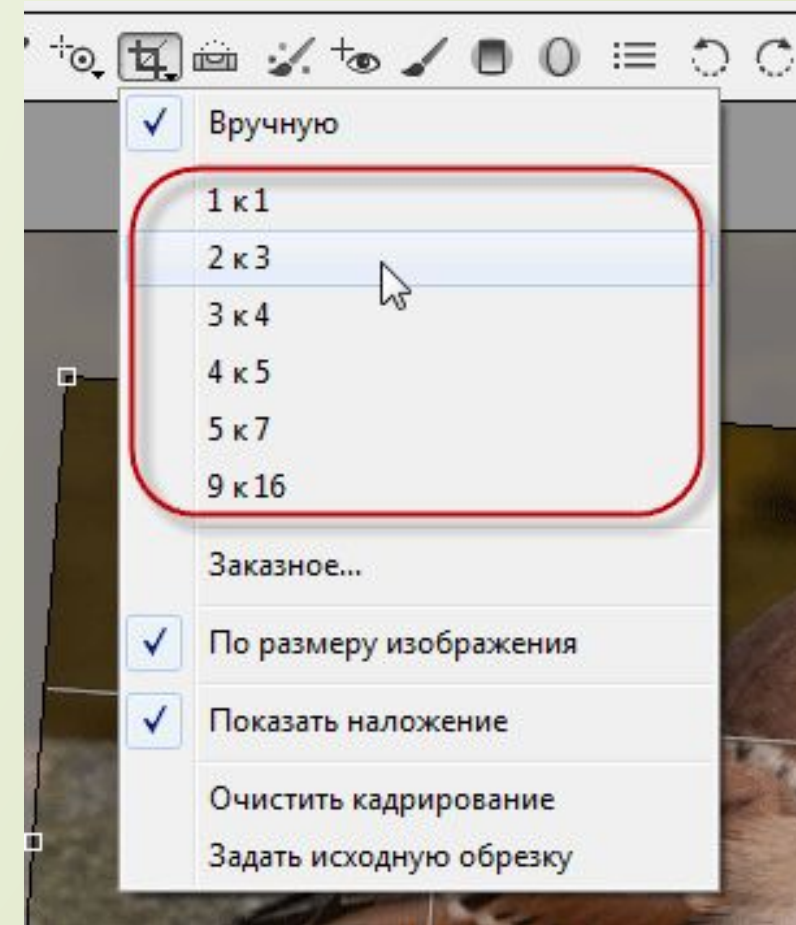 Вручную
1 к 1
2 к 3
3 к 4
4 к 5
5 к 7
9 к 16
Заказное...
По размеру изображения
Показать наложение
Очистить кадрирование
Задать исходную обрезку